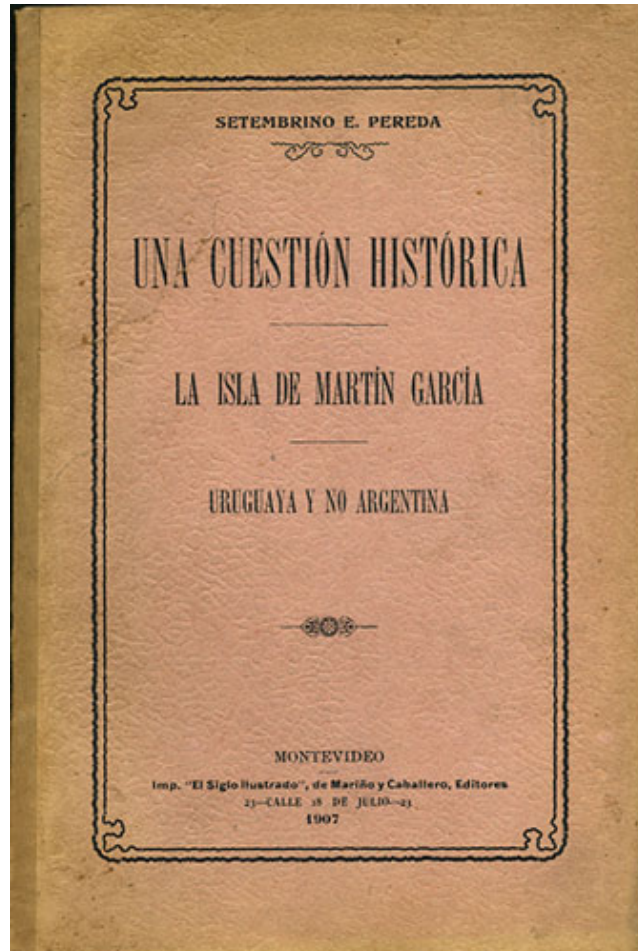 SETEMBRINO E. PEREDA
UNA CUESTIÓN HISTÓRICA
LA ISLA DE MARTÍN GARCÍA
URUGUAYA Y NO ARGENTINA
MONTEVIDEO
Imp. "El Siglo Ilustrado", de Mariño y Caballero, Editores
23—CALLE 18 DE JULIO—23
1907